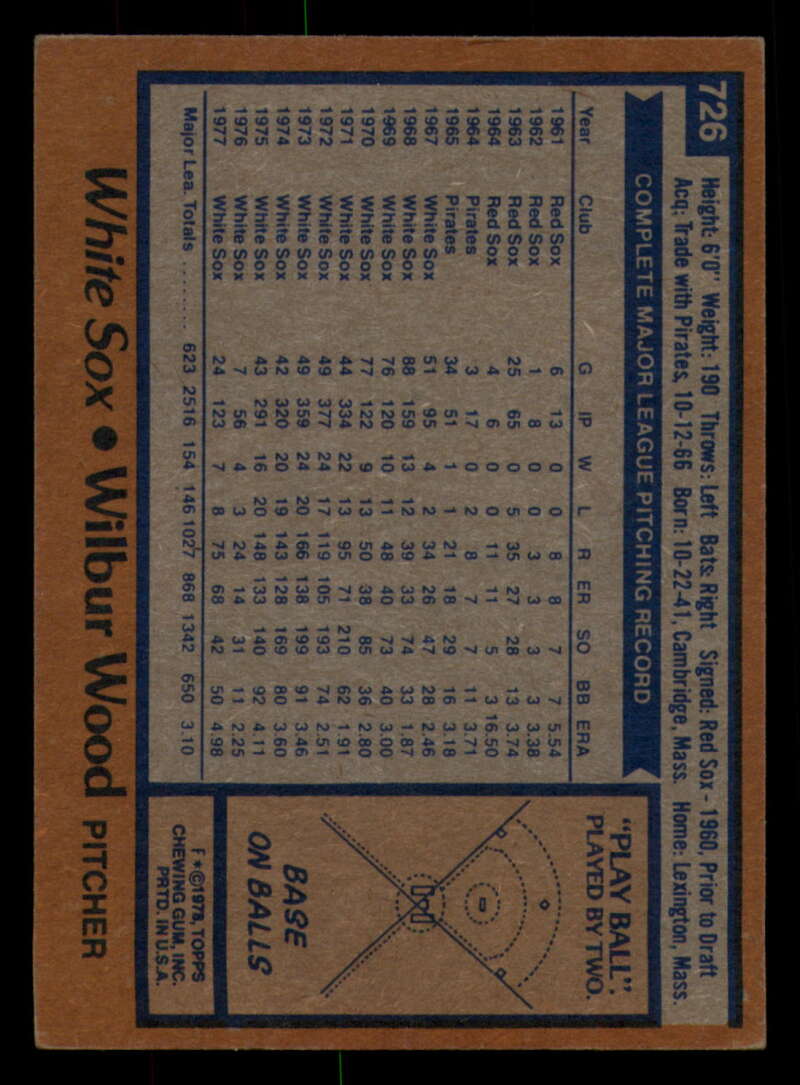 726
Height: 6'0" Weight: 190 Throws: Left Bats: Right Signed: Red Sox - 1960, Prior to Draft
Acq: Trade with Pirates, 10-12-66 Born: 10-22-41, Cambridge, Mass. Home: Lexington, Mass.
COMPLETE MAJOR LEAGUE PITCHING RECORD
Year Club G IP W L R ER SO BB ERA
1961 Red Sox 6 13 0 0 8 8 7 7 5.54
1962 Red Sox 1 8 0 0 3 3 3 3 3.38
1963 Red Sox 25 65 0 5 35 27 28 13 3.74
1964 Red Sox 4 6 0 0 11 11 5 3 16.50
1964 Pirates 3 17 0 2 8 7 7 11 3.71
1965 Pirates 34 51 1 1 21 18 29 16 3.18
1967 White Sox 51 95 4 2 34 26 47 28 2.46
1968 White Sox 88 159 13 12 39 33 74 33 1.87
1969 White Sox 76 120 10 11 48 40 73 40 3.00
1970 White Sox 77 122 9 13 50 38 85 36 2.80
1971 White Sox 44 334 22 13 95 71 210 62 1.91
1972 White Sox 49 377 24 17 119 105 193 74 2.51
1973 White Sox 49 359 24 20 166 138 199 91 3.46
1974 White Sox 42 320 20 19 143 128 169 80 3.60
1975 White Sox 43 291 16 20 148 133 140 92 4.11
1976 White Sox 7 56 4 3 24 14 31 11 2.25
1977 White Sox 24 123 7 8 75 68 42 50 4.98
Major Lea. Totals ........ 623 2516 154 146 1027 868 1342 650 3.10
"PLAY BALL".
PLAYED BY TWO.
BASE
ON BALLS
F*©1978, TOPPS
CHEWING GUM, INC.
PRTD. IN U.S.A.
White Sox • Wilbur Wood PITCHER